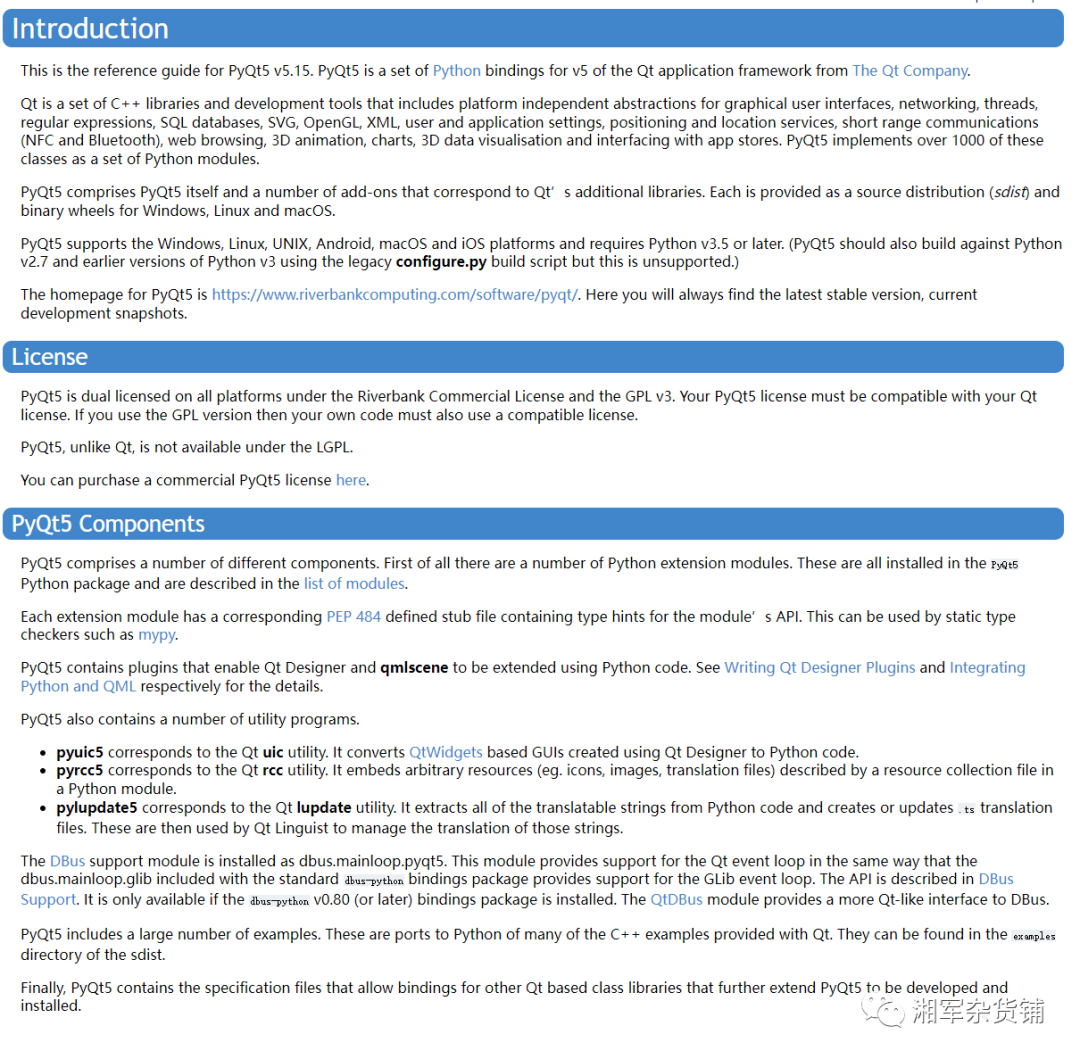 Introduction
This is the reference guide for PyQt5 v5.15. PyQt5 is a set of Python bindings for v5 of the Qt application framework from The Qt Company.
Qt is a set of C++ libraries and development tools that includes platform independent abstractions for graphical user interfaces, networking, threads,
regular expressions, SQL databases, SVG, OpenGL, XML, user and application settings, positioning and location services, short range communications
(NFC and Bluetooth), web browsing, 3D animation, charts, 3D data visualisation and interfacing with app stores. PyQt5 implements over 1000 of these
classes as a set of Python modules.
PyQt5 comprises PyQt5 itself and a number of add-ons that correspond to Qt’s additional libraries. Each is provided as a source distribution (sdist) and
binary wheels for Windows, Linux and macOS.
PyQt5 supports the Windows, Linux, UNIX, Android, macOS and iOS platforms and requires Python v3.5 or later. (PyQt5 should also build against Python
v2.7 and earlier versions of Python v3 using the legacy configure.py build script but this is unsupported.)
The homepage for PyQt5 is https://www.riverbankcomputing.com/software/pyqt/. Here you will always find the latest stable version, current
development snapshots.
License
PyQt5 is dual licensed on all platforms under the Riverbank Commercial License and the GPL v3. Your PyQt5 license must be compatible with your Qt
license. If you use the GPL version then your own code must also use a compatible license.
PyQt5, unlike Qt, is not available under the LGPL.
You can purchase a commercial PyQt5 license here.
PyQt5 Components
PyQt5 comprises a number of different components. First of all there are a number of Python extension modules. These are all installed in the PyQt5
Python package and are described in the list of modules.
Each extension module has a corresponding PEP 484 defined stub file containing type hints for the module’s API. This can be used by static type
checkers such as mypy.
PyQt5 contains plugins that enable Qt Designer and qmlscene to be extended using Python code. See Writing Qt Designer Plugins and Integrating
Python and QML respectively for the details.
PyQt5 also contains a number of utility programs.
• pyuic5 corresponds to the Qt uic utility. It converts QtWidgets based GUIs created using Qt Designer to Python code.
• pyrcc5 corresponds to the Qt rcc utility. It embeds arbitrary resources (eg. icons, images, translation files) described by a resource collection file in
a Python module.
• pylupdate5 corresponds to the Qt lupdate utility. It extracts all of the translatable strings from Python code and creates or updates .ts translation
files. These are then used by Qt Linguist to manage the translation of those strings.
The DBus support module is installed as dbus.mainloop.pyqt5. This module provides support for the Qt event loop in the same way that the
dbus.mainloop.glib included with the standard dbus-python bindings package provides support for the GLib event loop. The API is described in DBus
Support. It is only available if the dbus-python v0.80 (or later) bindings package is installed. The QtDBus module provides a more Qt-like interface to DBus.
PyQt5 includes a large number of examples. These are ports to Python of many of the C++ examples provided with Qt. They can be found in the examples
directory of the sdist.
Finally, PyQt5 contains the specification files that allow bindings for other Qt based class libraries that further extend PyQt5 to be developed and
installed.
湘军杂货铺